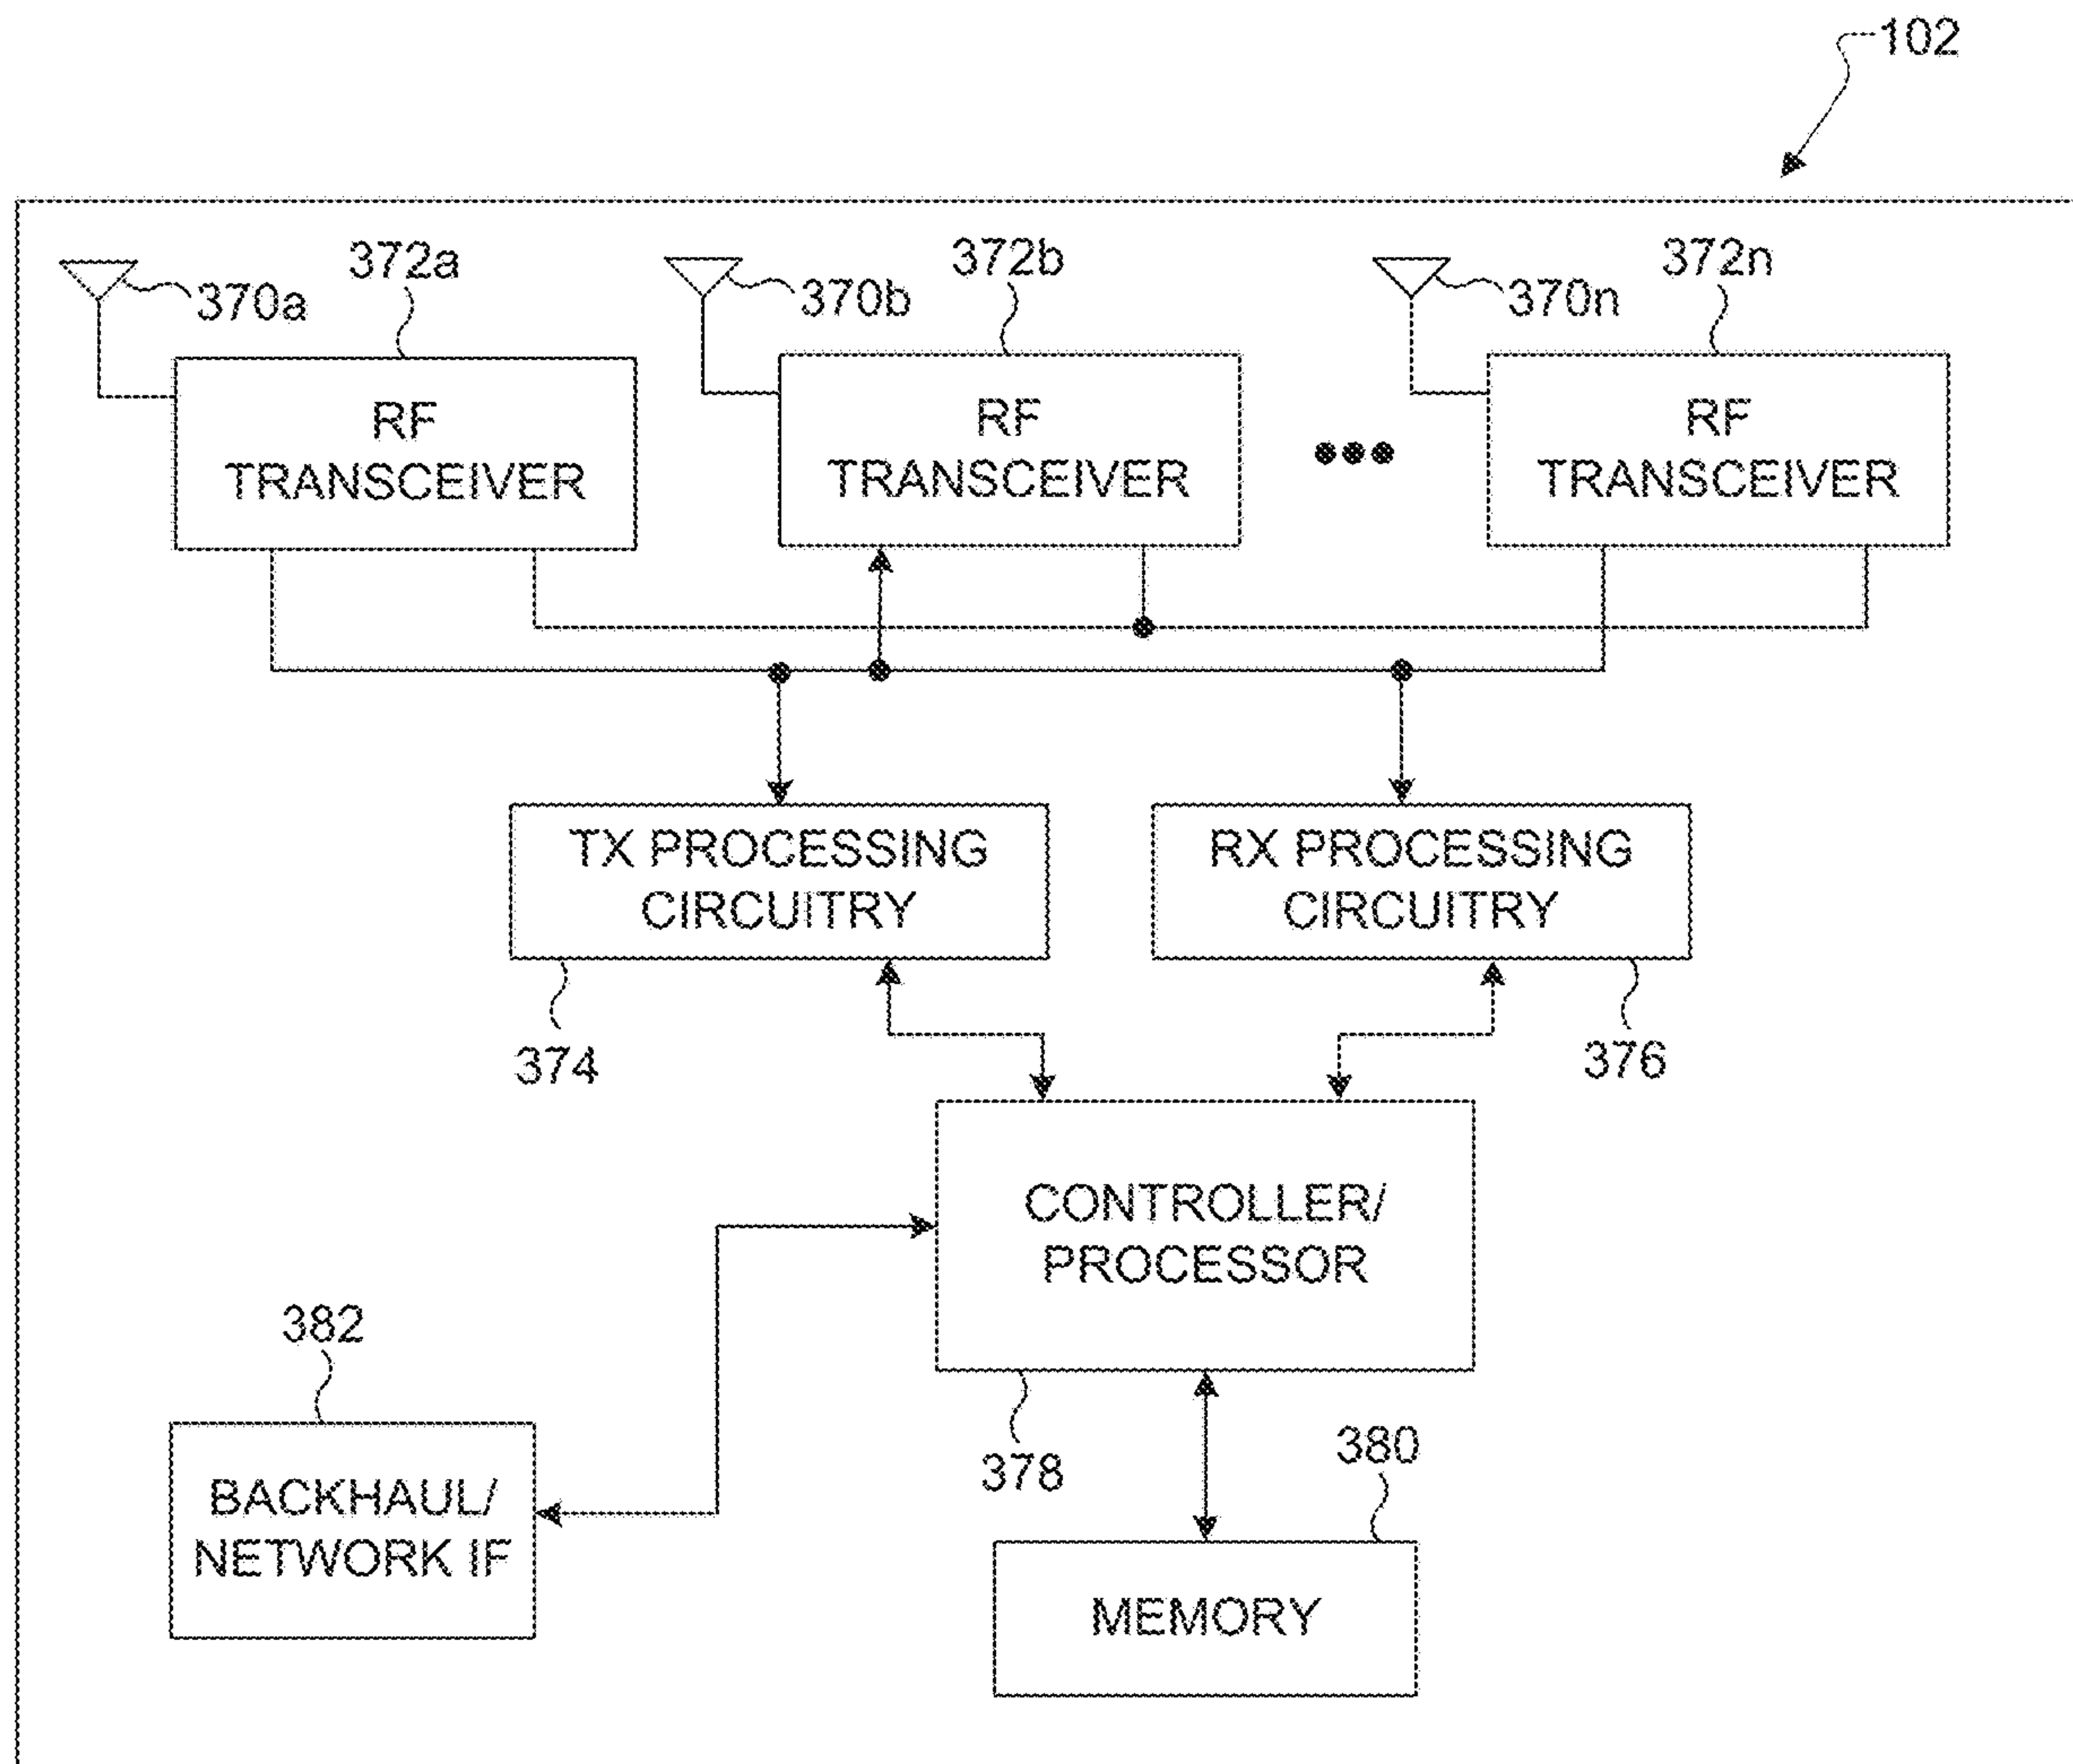 102
372a
370a
372b
370b
372n
370n
RF
TRANSCEIVER
RF
TRANSCEIVER
RF
TRANSCEIVER
TX PROCESSING
CIRCUITRY
RX PROCESSING
CIRCUITRY
374
376
CONTROLLER/
PROCESSOR
382
378
380
BACKHAUL/
NETWORK IF
MEMORY